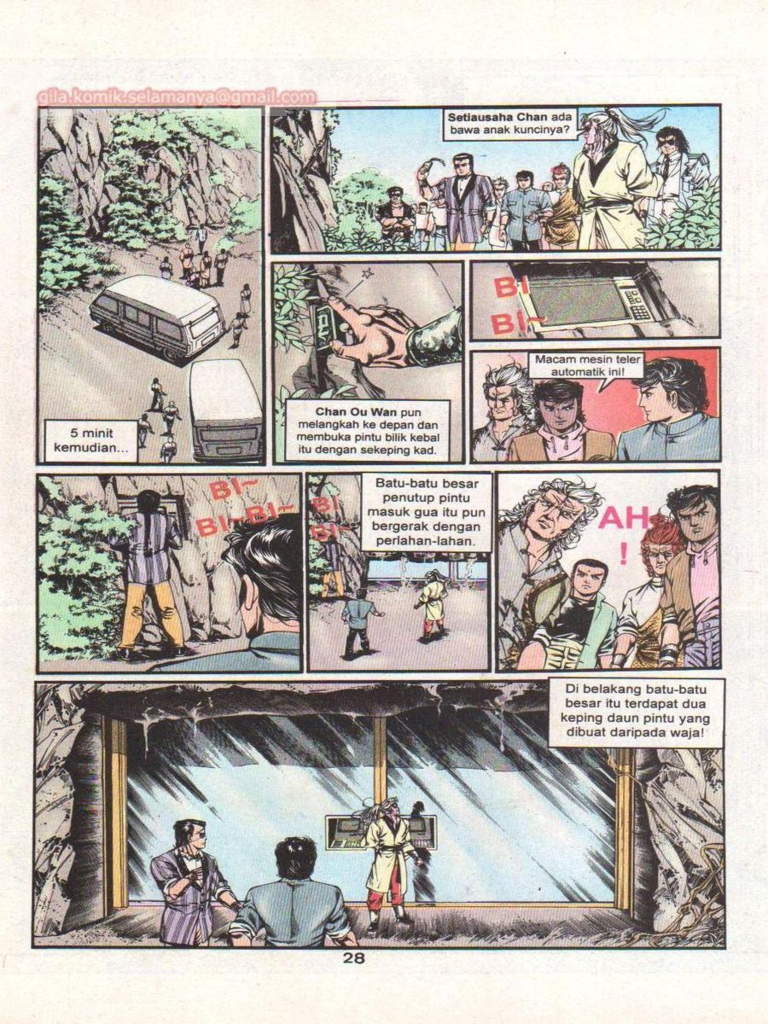 gila.komik.selamanya@gmail.com
Setiausaha Chan ada
bawa anak kuncinya?
5 minit
kemudian...
Chan Ou Wan pun
melangkah ke depan dan
membuka pintu bilik kebal
itu dengan sekeping kad.
BI~
BI~
Macam mesin teler
automatik ini!
BI~
BI~BI~
BI~
BI~
Batu-batu besar
penutup pintu
masuk gua itu pun
bergerak dengan
perlahan-lahan.
AH
!
Di belakang batu-batu
besar itu terdapat dua
keping daun pintu yang
dibuat daripada waja!
28